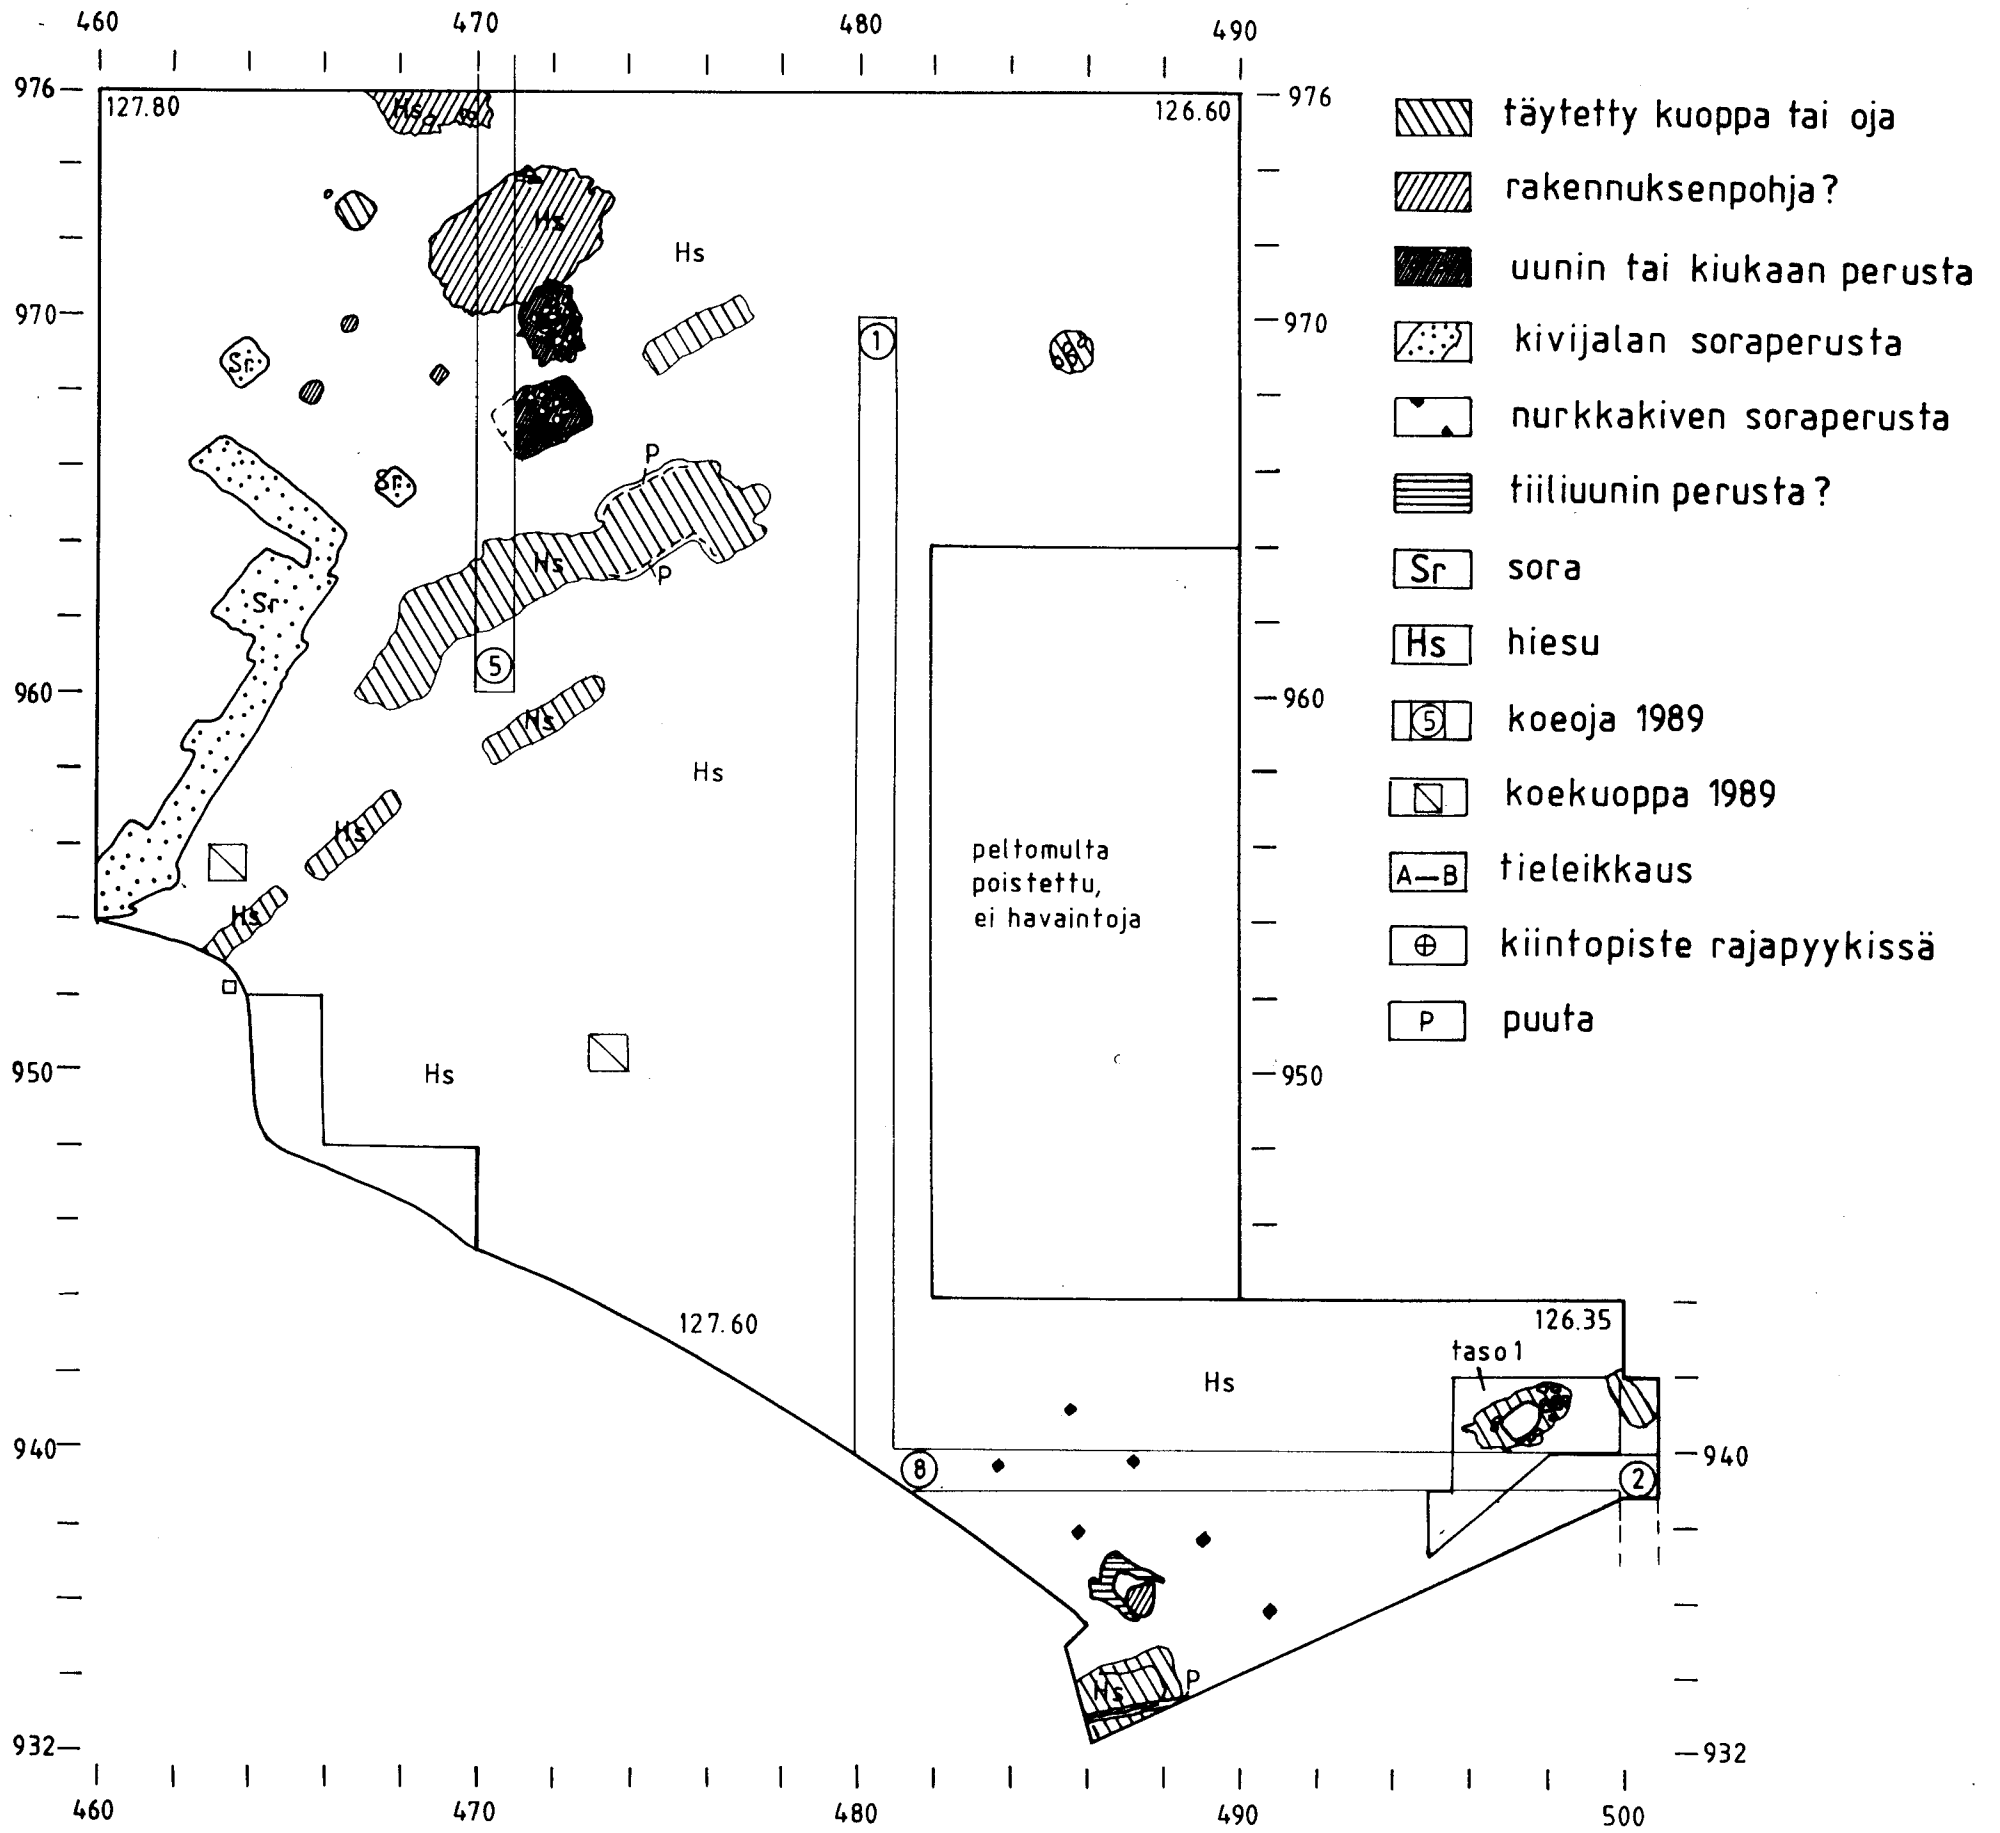 460 470 480 490
976 127.80 126.60 976
Hs
Hs
Hs
970 970
1
Sr
Sr
P
Hs
P
Sr
5
960 960
Hs
Hs
Hs
Hs
peltomulta
poistettu,
ei havaintoja
950 950
Hs
127.60
126.35
taso 1
Hs
940 940
8
2
Hs
P
932 932
460 470 480 490 500
täytetty kuoppa tai oja
rakennuksenpohja?
uunin tai kiukaan perusta
kivijalan soraperusta
nurkkakiven soraperusta
tiiliuunin perusta?
Sr sora
Hs hiesu
5 koeoja 1989
koekuoppa 1989
A—B tieleikkaus
kiintopiste rajapyykissä
P puuta